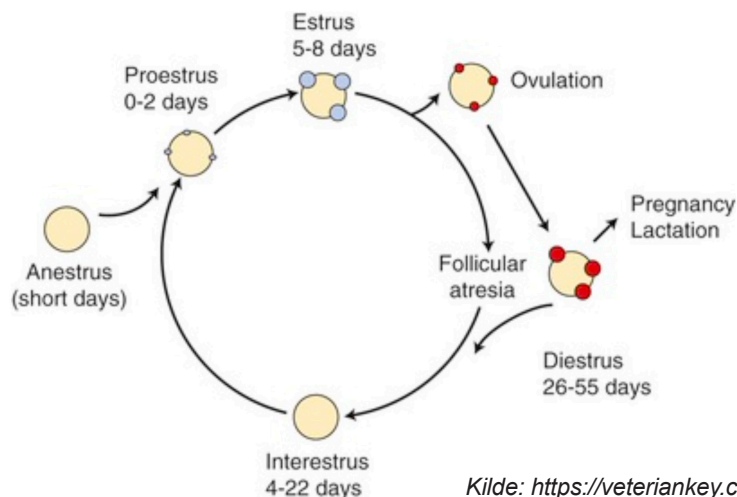 Estrus
5-8 days
Proestrus
0-2 days
Ovulation
Anestrus
(short days)
Follicular
atresia
Pregnancy
Lactation
Diestrus
26-55 days
Interestrus
4-22 days
Kilde: https://veteriankey.c